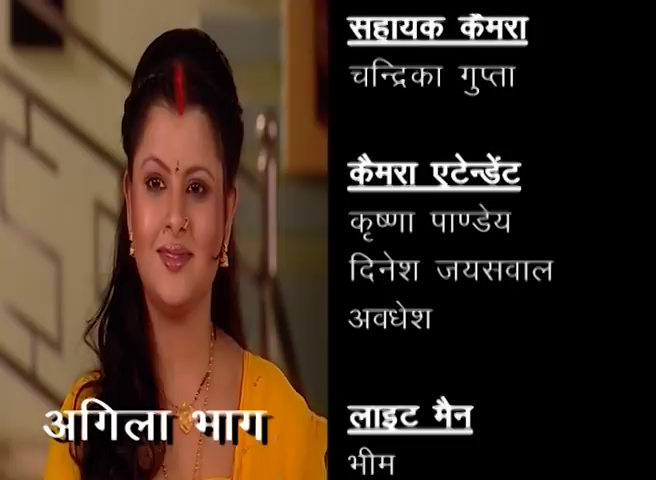 सहायक कैमरा
चन्द्रिका गुप्ता
कैमरा एटेन्डेंट
कृष्णा पाण्डेय
दिनेश जयसवाल
अवधेश
लाइट मैन
भीम
अगिला भाग